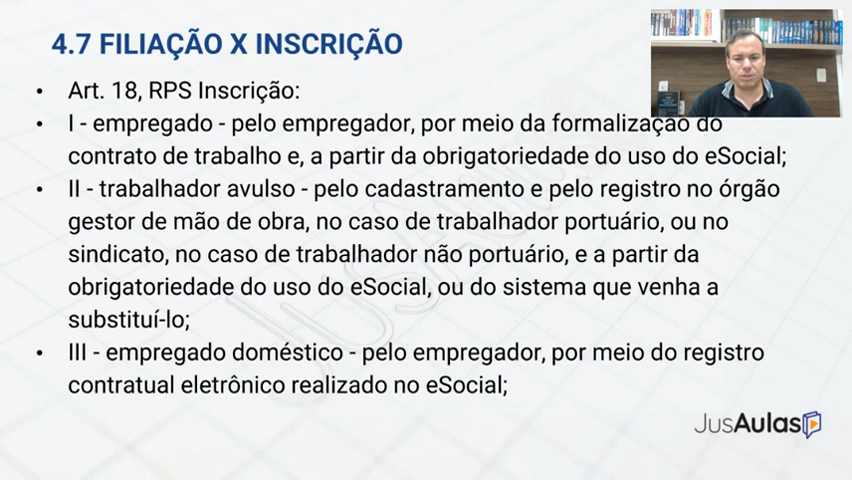 4.7 FILIAÇÃO X INSCRIÇÃO
• Art. 18, RPS Inscrição:
• I - empregado - pelo empregador, por meio da formalização do
contrato de trabalho e, a partir da obrigatoriedade do uso do eSocial;
• II - trabalhador avulso - pelo cadastramento e pelo registro no órgão
gestor de mão de obra, no caso de trabalhador portuário, ou no
sindicato, no caso de trabalhador não portuário, e a partir da
obrigatoriedade do uso do eSocial, ou do sistema que venha a
substituí-lo;
• III - empregado doméstico - pelo empregador, por meio do registro
contratual eletrônico realizado no eSocial;
JusAulas